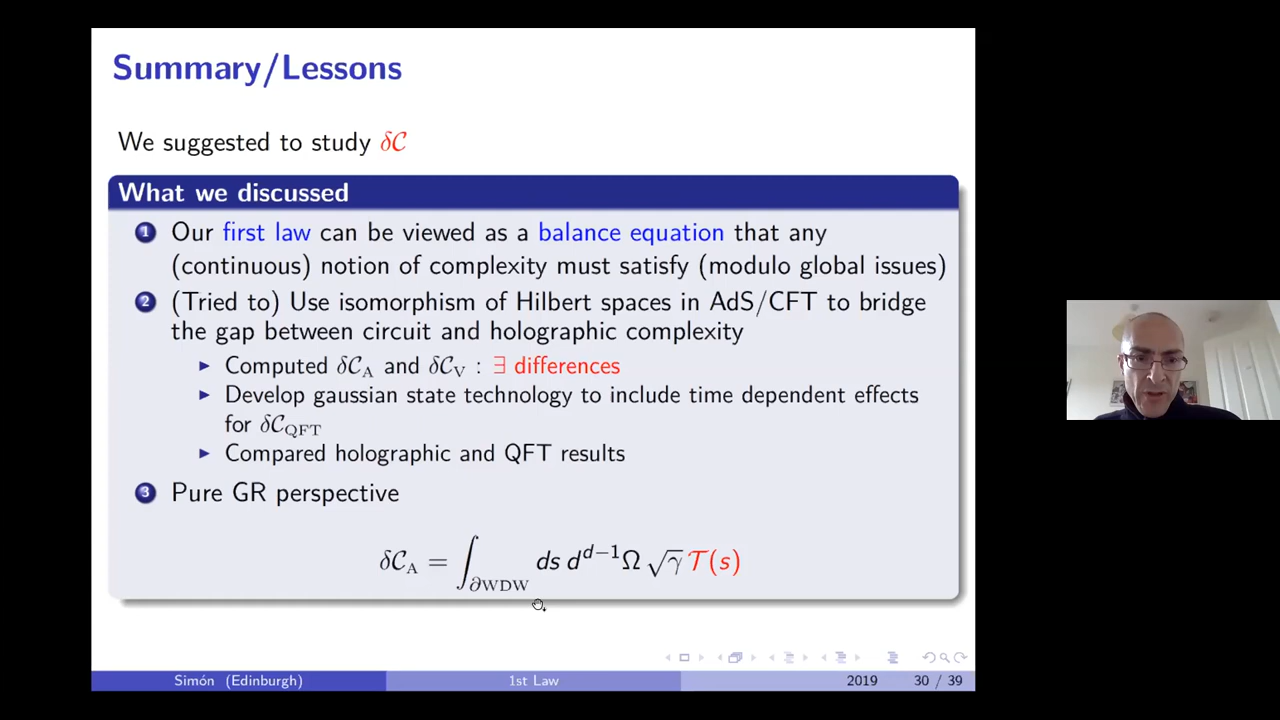 Summary/Lessons
We suggested to study δ𝒞
What we discussed
1 Our first law can be viewed as a balance equation that any
(continuous) notion of complexity must satisfy (modulo global issues)
2 (Tried to) Use isomorphism of Hilbert spaces in AdS/CFT to bridge
the gap between circuit and holographic complexity
▶ Computed δ𝒞_A and δ𝒞_V : ∃ differences
▶ Develop gaussian state technology to include time dependent effects
for δ𝒞_QFT
▶ Compared holographic and QFT results
3 Pure GR perspective
δ𝒞_A = ∫_∂WDW ds d^{d−1}Ω √γ 𝒯(s)
Simón (Edinburgh) 1st Law 2019 30 / 39